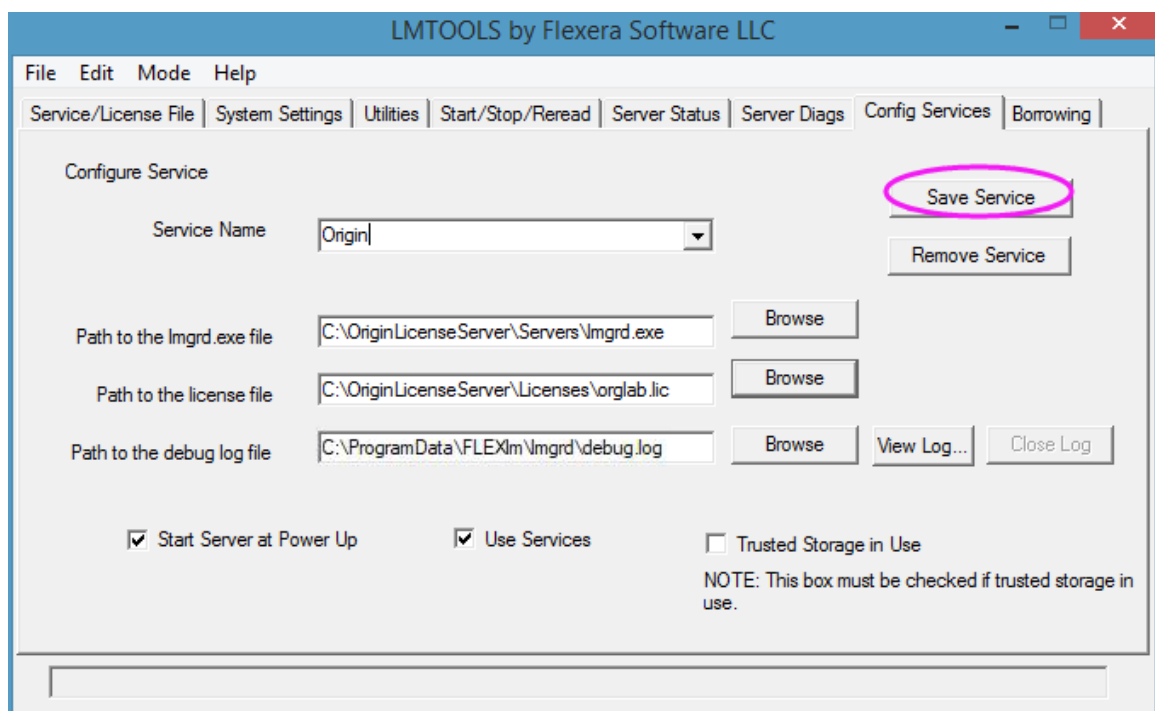 LMTOOLS by Flexera Software LLC
File Edit Mode Help
Service/License File System Settings Utilities Start/Stop/Reread Server Status Server Diags Config Services Borrowing
Configure Service
Save Service
Service Name Origin
Remove Service
Path to the lmgrd.exe file C:\OriginLicenseServer\Servers\lmgrd.exe Browse
Path to the license file C:\OriginLicenseServer\Licenses\orglab.lic Browse
Path to the debug log file C:\ProgramData\FLEXlm\lmgrd\debug.log Browse View Log... Close Log
Start Server at Power Up Use Services Trusted Storage in Use
NOTE: This box must be checked if trusted storage in
use.